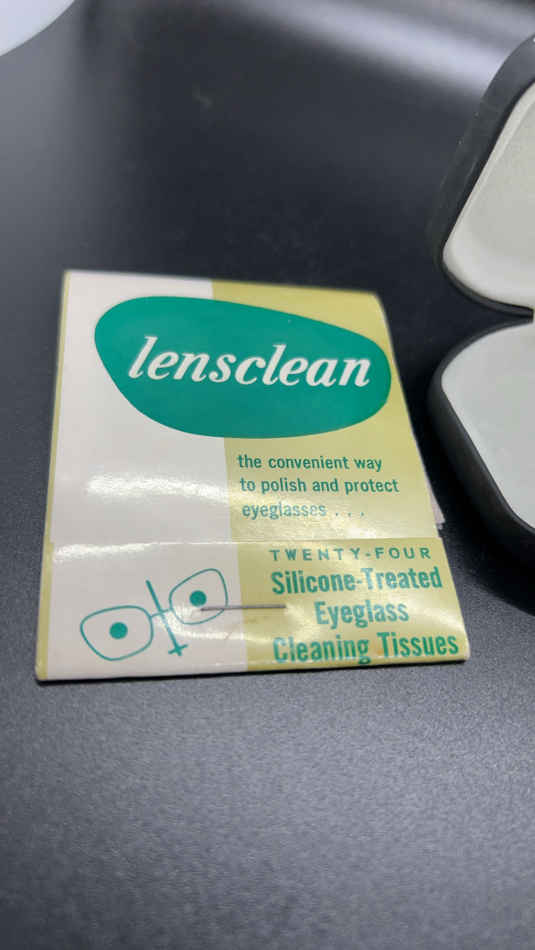 lensclean
the convenient way
to polish and protect
eyeglasses . . .
TWENTY-FOUR
Silicone-Treated
Eyeglass
Cleaning Tissues